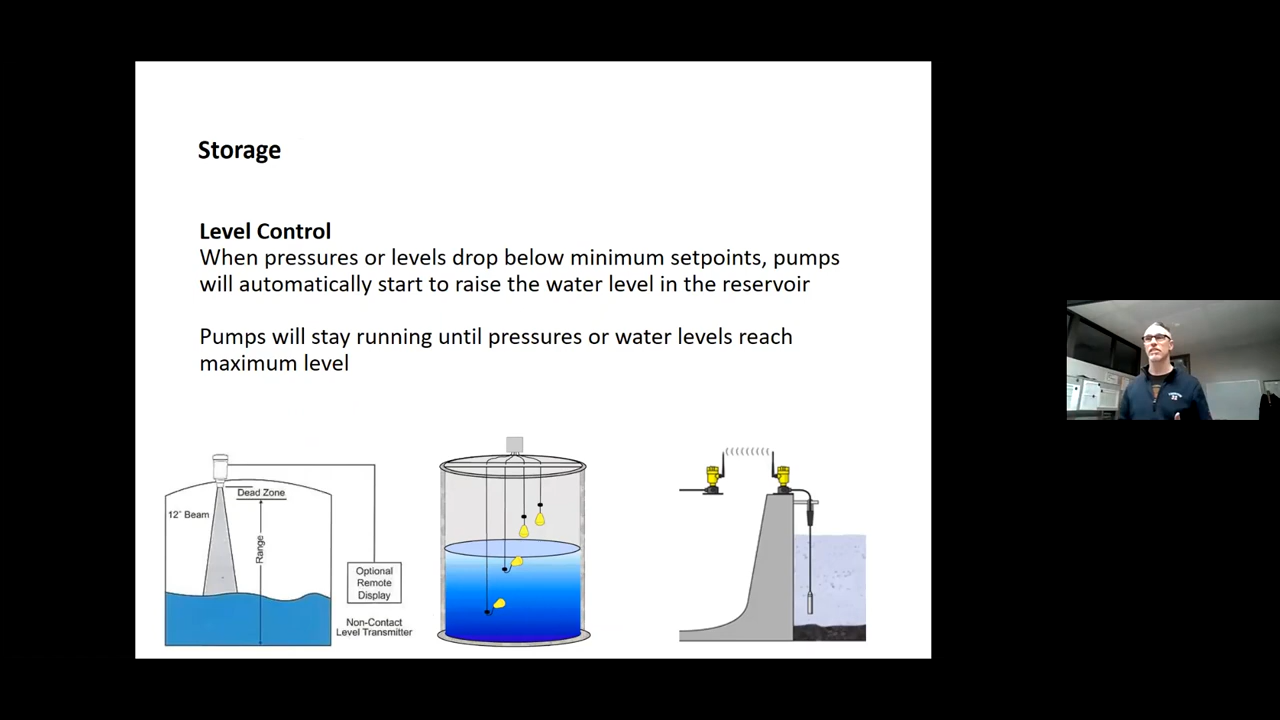 Storage
Level Control
When pressures or levels drop below minimum setpoints, pumps
will automatically start to raise the water level in the reservoir
Pumps will stay running until pressures or water levels reach
maximum level
Dead Zone
12" Beam
Range
Optional
Remote
Display
Non-Contact
Level Transmitter